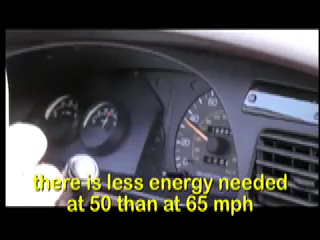 there is less energy needed
at 50 than at 65 mph